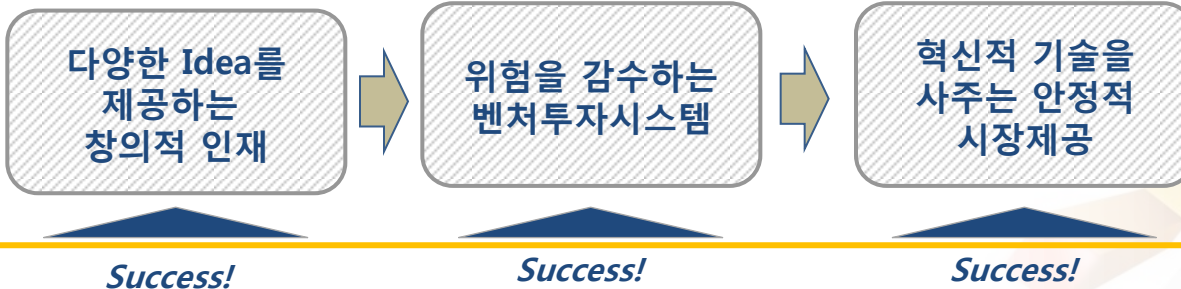 다양한 Idea를
제공하는
창의적 인재
위험을 감수하는
벤처투자시스템
혁신적 기술을
사주는 안정적
시장제공
Success!
Success!
Success!